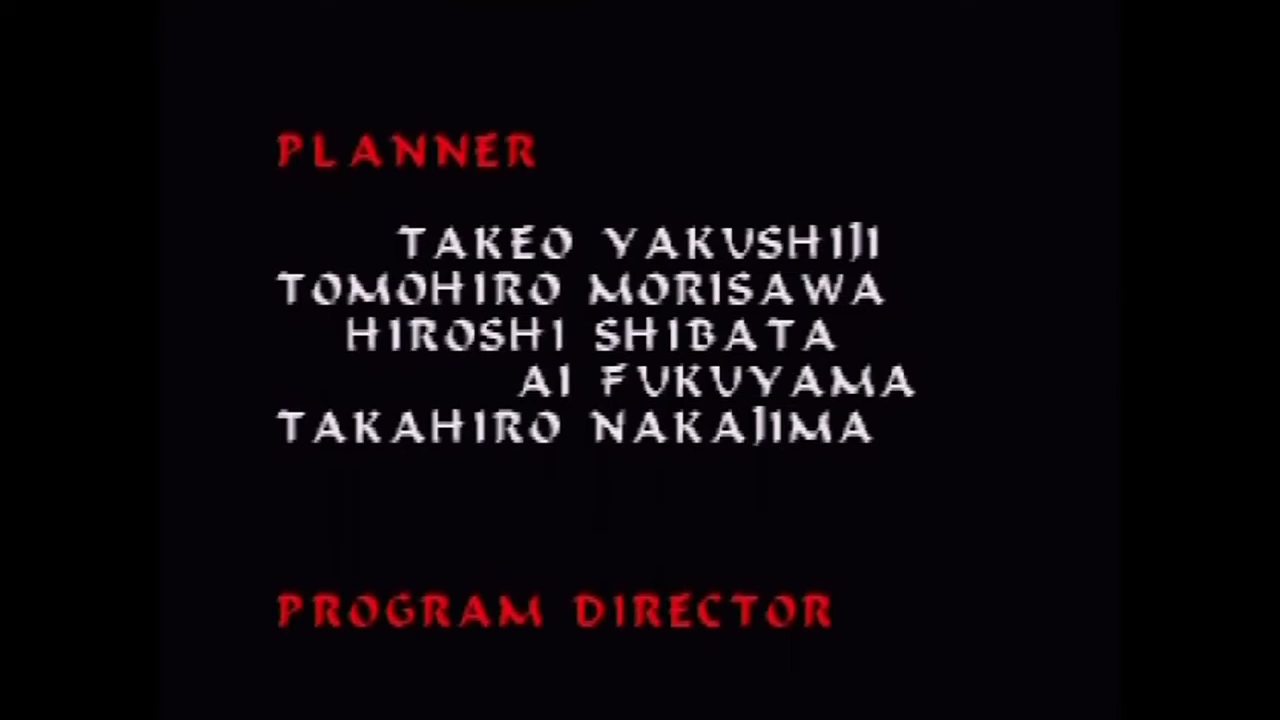 PLANNER
TAKEO YAKUSHIJI
TOMOHIRO MORISAWA
HIROSHI SHIBATA
AI FUKUYAMA
TAKAHIRO NAKAJIMA
PROGRAM DIRECTOR